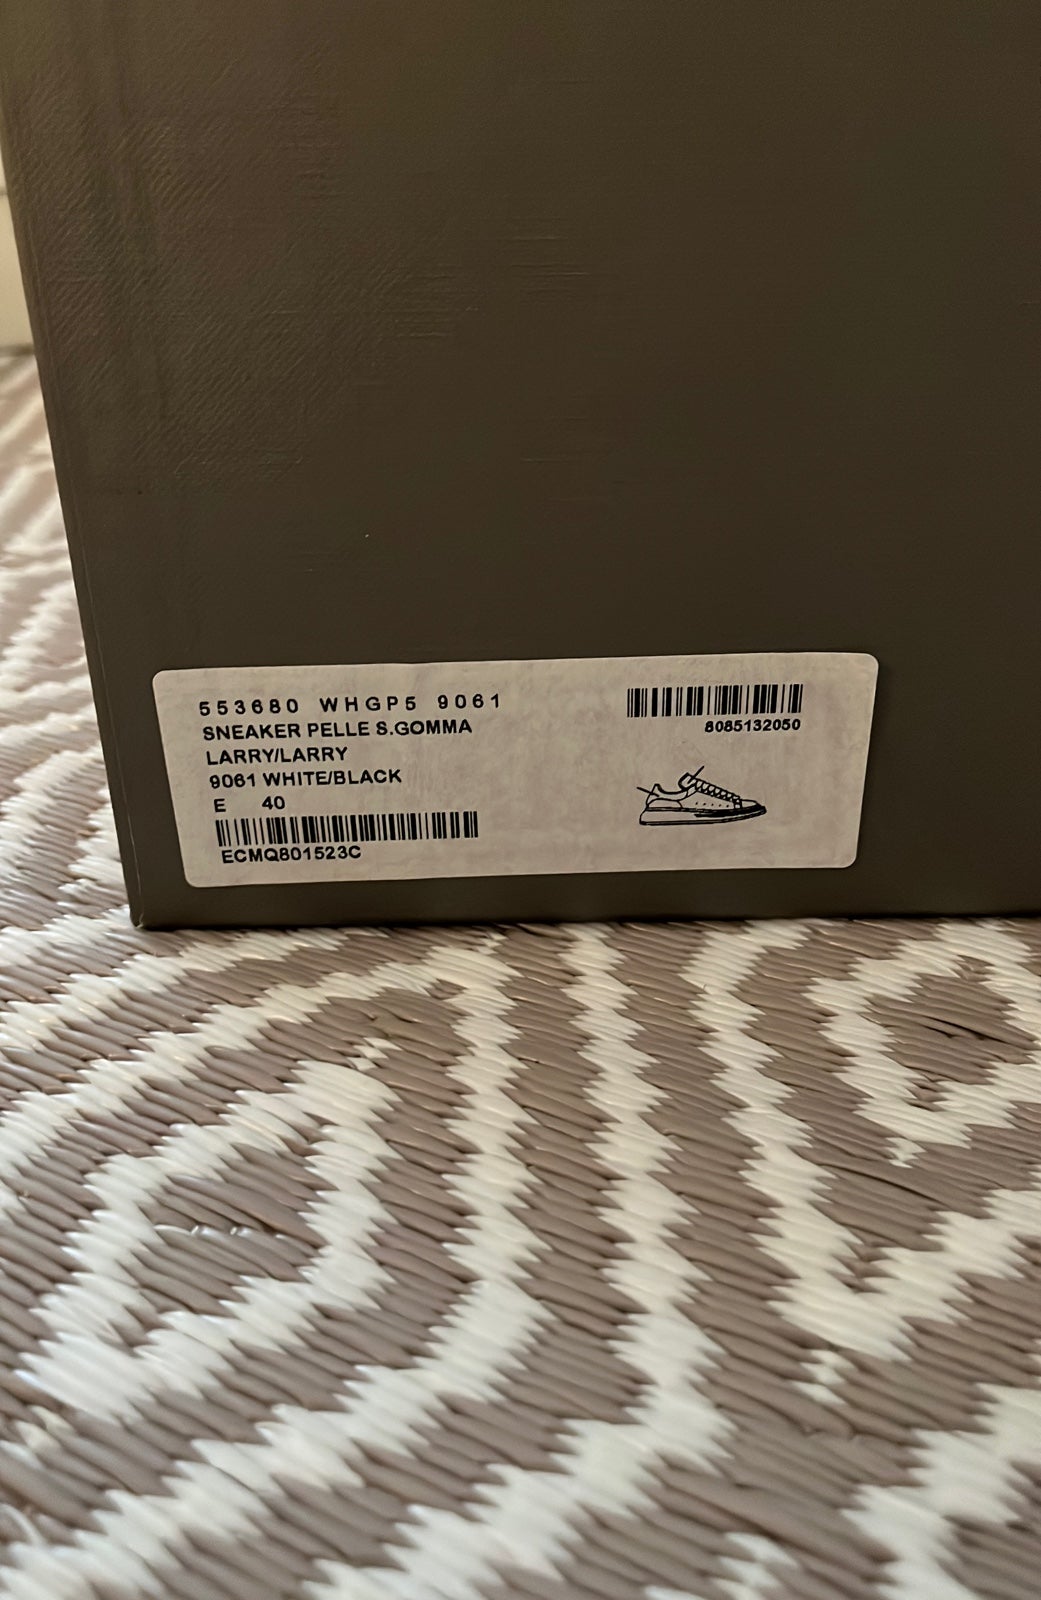 553680 WHGP5 9061
SNEAKER PELLE S.GOMMA
LARRY/LARRY
9061 WHITE/BLACK
E 40
ECMQ801523C
8085132050